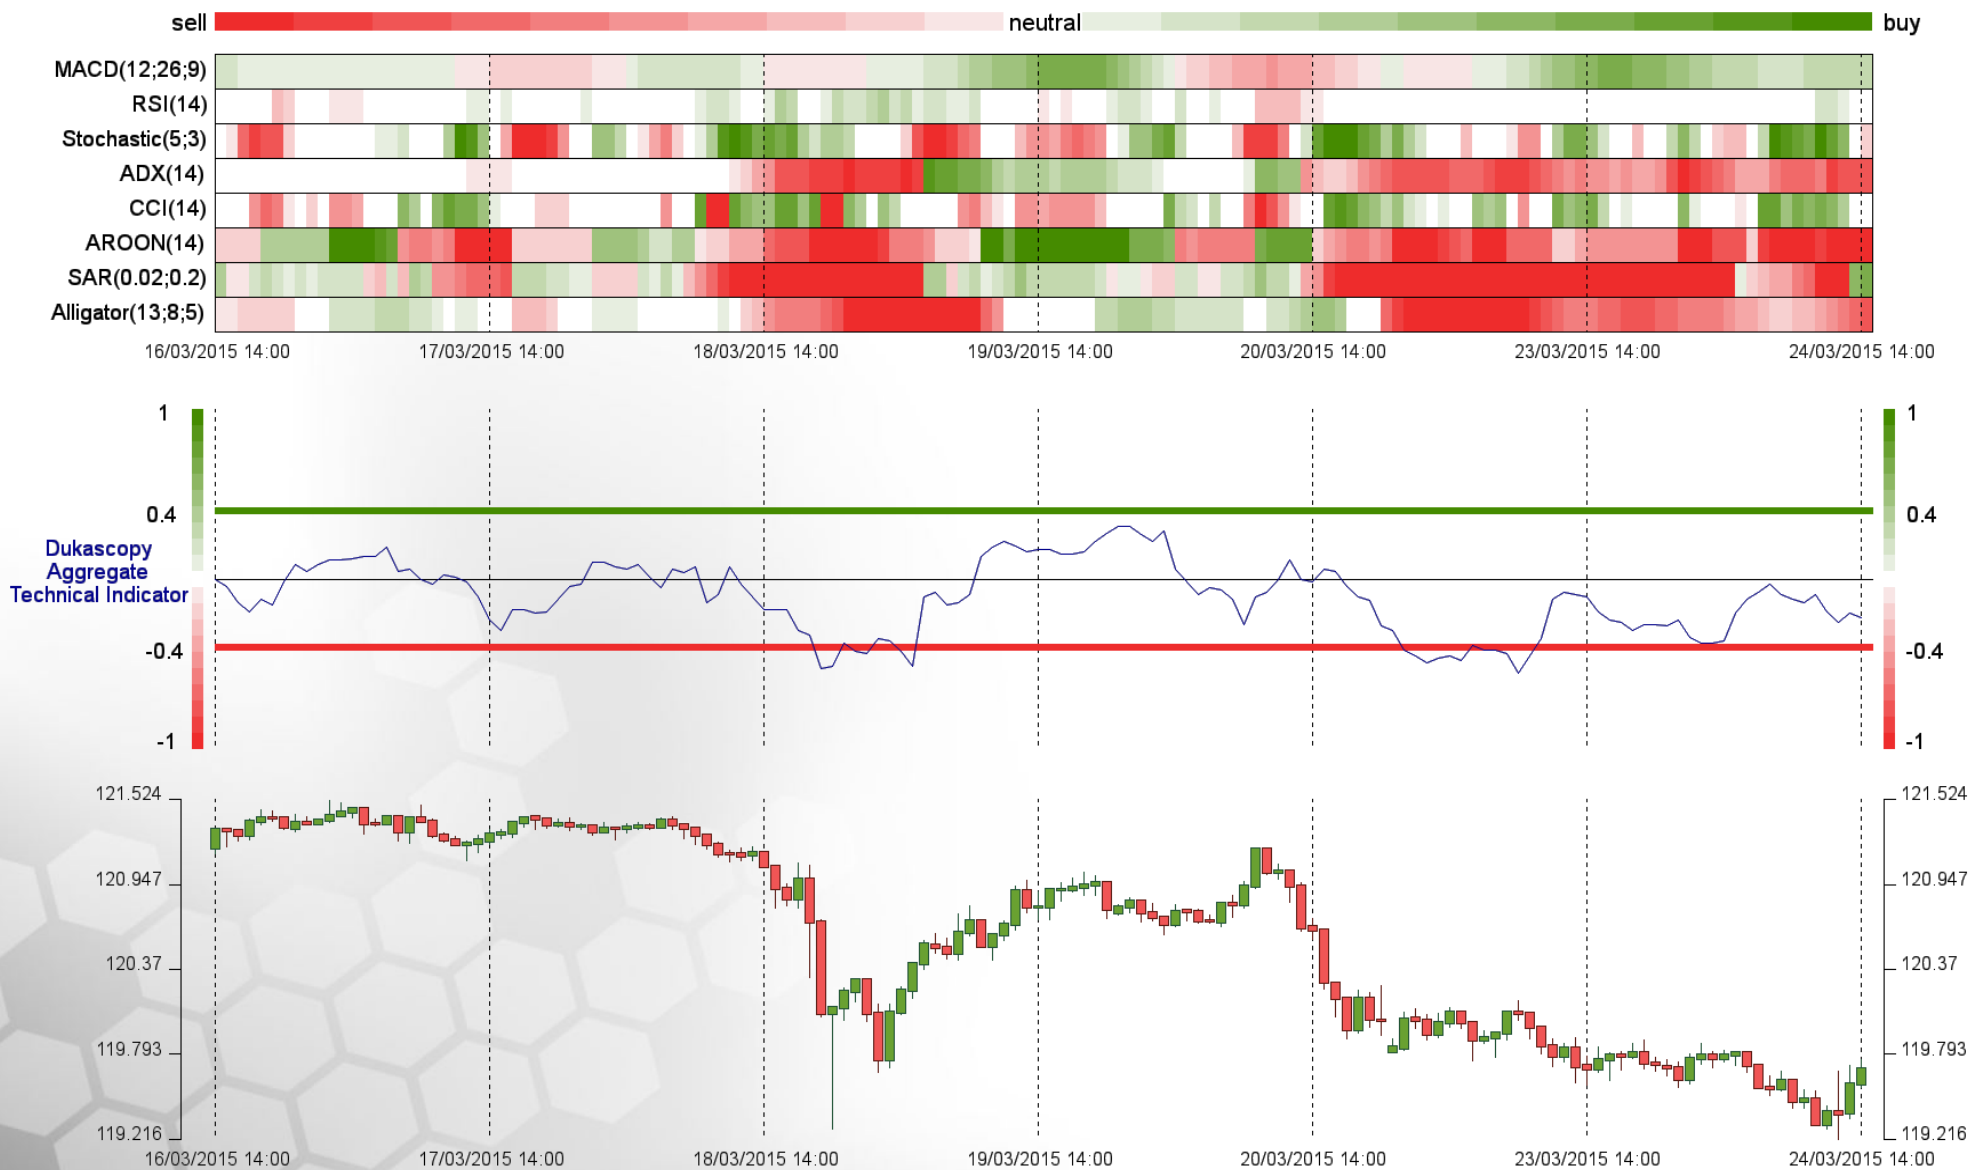 sell neutral buy
MACD(12;26;9)
RSI(14)
Stochastic(5;3)
ADX(14)
CCI(14)
AROON(14)
SAR(0.02;0.2)
Alligator(13;8;5)
16/03/2015 14:00 17/03/2015 14:00 18/03/2015 14:00 19/03/2015 14:00 20/03/2015 14:00 23/03/2015 14:00 24/03/2015 14:00
1 1
0.4 0.4
Dukascopy
Aggregate
Technical Indicator
-0.4 -0.4
-1 -1
121.524 121.524
120.947 120.947
120.37 120.37
119.793 119.793
119.216 119.216
16/03/2015 14:00 17/03/2015 14:00 18/03/2015 14:00 19/03/2015 14:00 20/03/2015 14:00 23/03/2015 14:00 24/03/2015 14:00